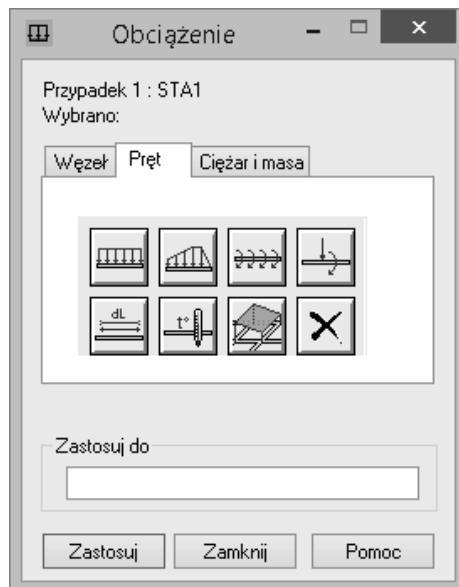 Obciążenie
Przypadek 1 : STA1
Wybrano:
Węzeł Pręt Ciężar i masa
dL
t°
Zastosuj do
Zastosuj Zamknij Pomoc